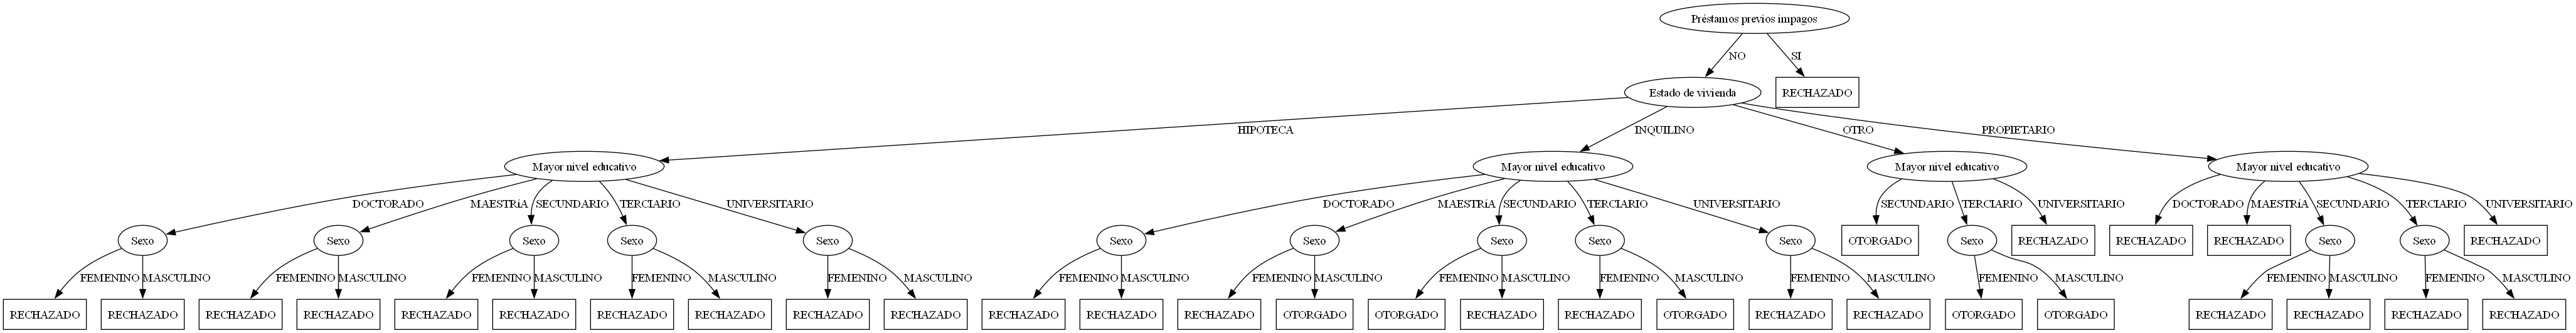 Préstamos previos impagos
NO
SI
Estado de vivienda
RECHAZADO
HIPOTECA
INQUILINO
OTRO
PROPIETARIO
Mayor nivel educativo
Mayor nivel educativo
Mayor nivel educativo
Mayor nivel educativo
DOCTORADO
MAESTRíA
SECUNDARIO
TERCIARIO
UNIVERSITARIO
DOCTORADO
MAESTRíA
SECUNDARIO
TERCIARIO
UNIVERSITARIO
SECUNDARIO
TERCIARIO
UNIVERSITARIO
DOCTORADO
MAESTRíA
SECUNDARIO
TERCIARIO
UNIVERSITARIO
Sexo
Sexo
Sexo
Sexo
Sexo
Sexo
Sexo
Sexo
Sexo
Sexo
OTORGADO
Sexo
RECHAZADO
RECHAZADO
RECHAZADO
Sexo
Sexo
RECHAZADO
FEMENINO
MASCULINO
FEMENINO
MASCULINO
FEMENINO
MASCULINO
FEMENINO
MASCULINO
FEMENINO
MASCULINO
FEMENINO
MASCULINO
FEMENINO
MASCULINO
FEMENINO
MASCULINO
FEMENINO
MASCULINO
FEMENINO
MASCULINO
FEMENINO
MASCULINO
FEMENINO
MASCULINO
FEMENINO
MASCULINO
RECHAZADO
RECHAZADO
RECHAZADO
RECHAZADO
RECHAZADO
RECHAZADO
RECHAZADO
RECHAZADO
RECHAZADO
RECHAZADO
RECHAZADO
RECHAZADO
RECHAZADO
OTORGADO
OTORGADO
RECHAZADO
RECHAZADO
OTORGADO
RECHAZADO
RECHAZADO
OTORGADO
OTORGADO
RECHAZADO
RECHAZADO
RECHAZADO
RECHAZADO